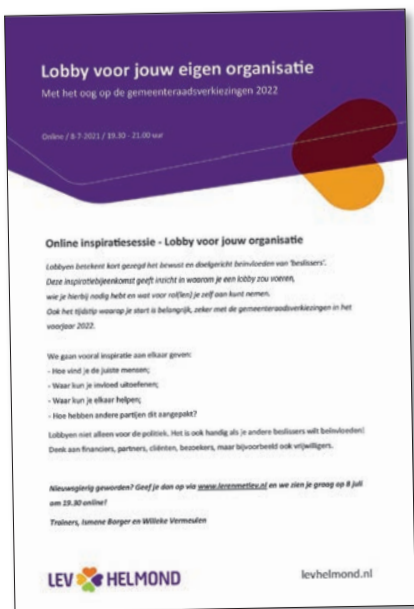 Lobby voor jouw eigen organisatie
Met het oog op de gemeenteraadsverkiezingen 2022
Online / 8-7-2021 / 19.30 - 21.00 uur
Online inspiratiesessie - Lobby voor jouw organisatie
Lobbyen betekent kort gezegd het bewust en doelgericht beïnvloeden van 'beslissers'.
Deze inspiratiebijeenkomst geeft inzicht in waarom je een lobby zou voeren,
wie je hierbij nodig hebt en wat voor rol(len) je zelf aan kunt nemen.
Ook het tijdstip waarop je start is belangrijk, zeker met de gemeenteraadsverkiezingen in het
voorjaar 2022.
We gaan vooral inspiratie aan elkaar geven:
- Hoe vind je de juiste mensen;
- Waar kun je invloed uitoefenen;
- Waar kun je elkaar helpen;
- Hoe hebben andere partijen dit aangepakt?
Lobbyen niet alleen voor de politiek. Het is ook handig als je andere beslissers wilt beïnvloeden!
Denk aan financiers, partners, cliënten, bezoekers, maar bijvoorbeeld ook vrijwilligers.
Nieuwsgierig geworden? Geef je dan op via www.lerenmetlev.nl en we zien je graag op 8 juli
om 19.30 online!
Trainers, Ismene Borger en Willeke Vermeulen
LEV HELMOND
levhelmond.nl